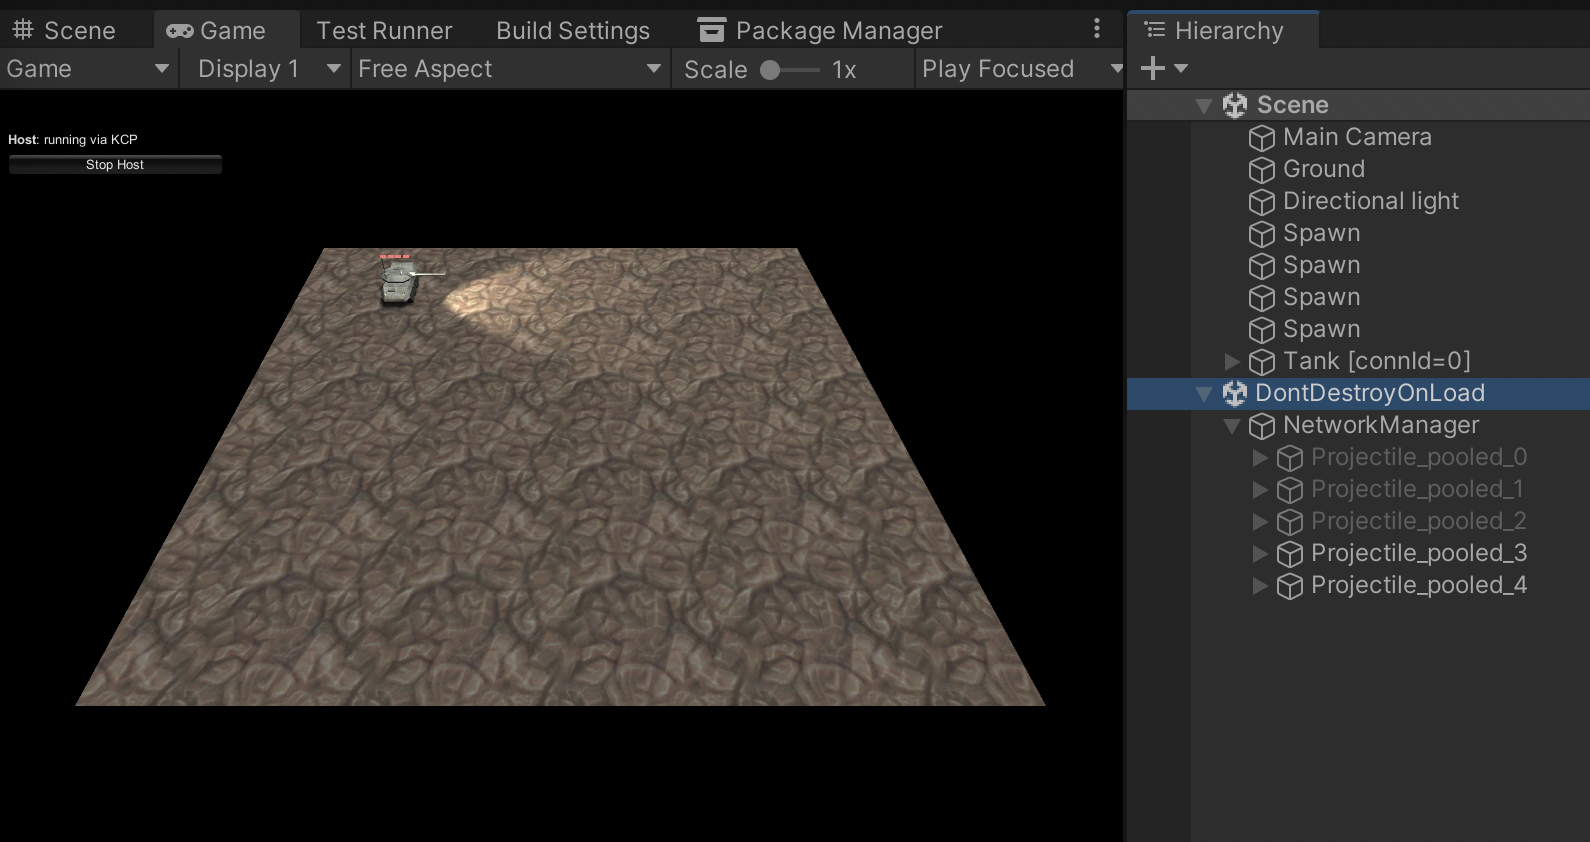 Scene Game Test Runner Build Settings Package Manager
Game Display 1 Free Aspect Scale 1x Play Focused
Host: running via KCP
Stop Host
Hierarchy
Scene
Main Camera
Ground
Directional light
Spawn
Spawn
Spawn
Spawn
Tank [connId=0]
DontDestroyOnLoad
NetworkManager
Projectile_pooled_0
Projectile_pooled_1
Projectile_pooled_2
Projectile_pooled_3
Projectile_pooled_4